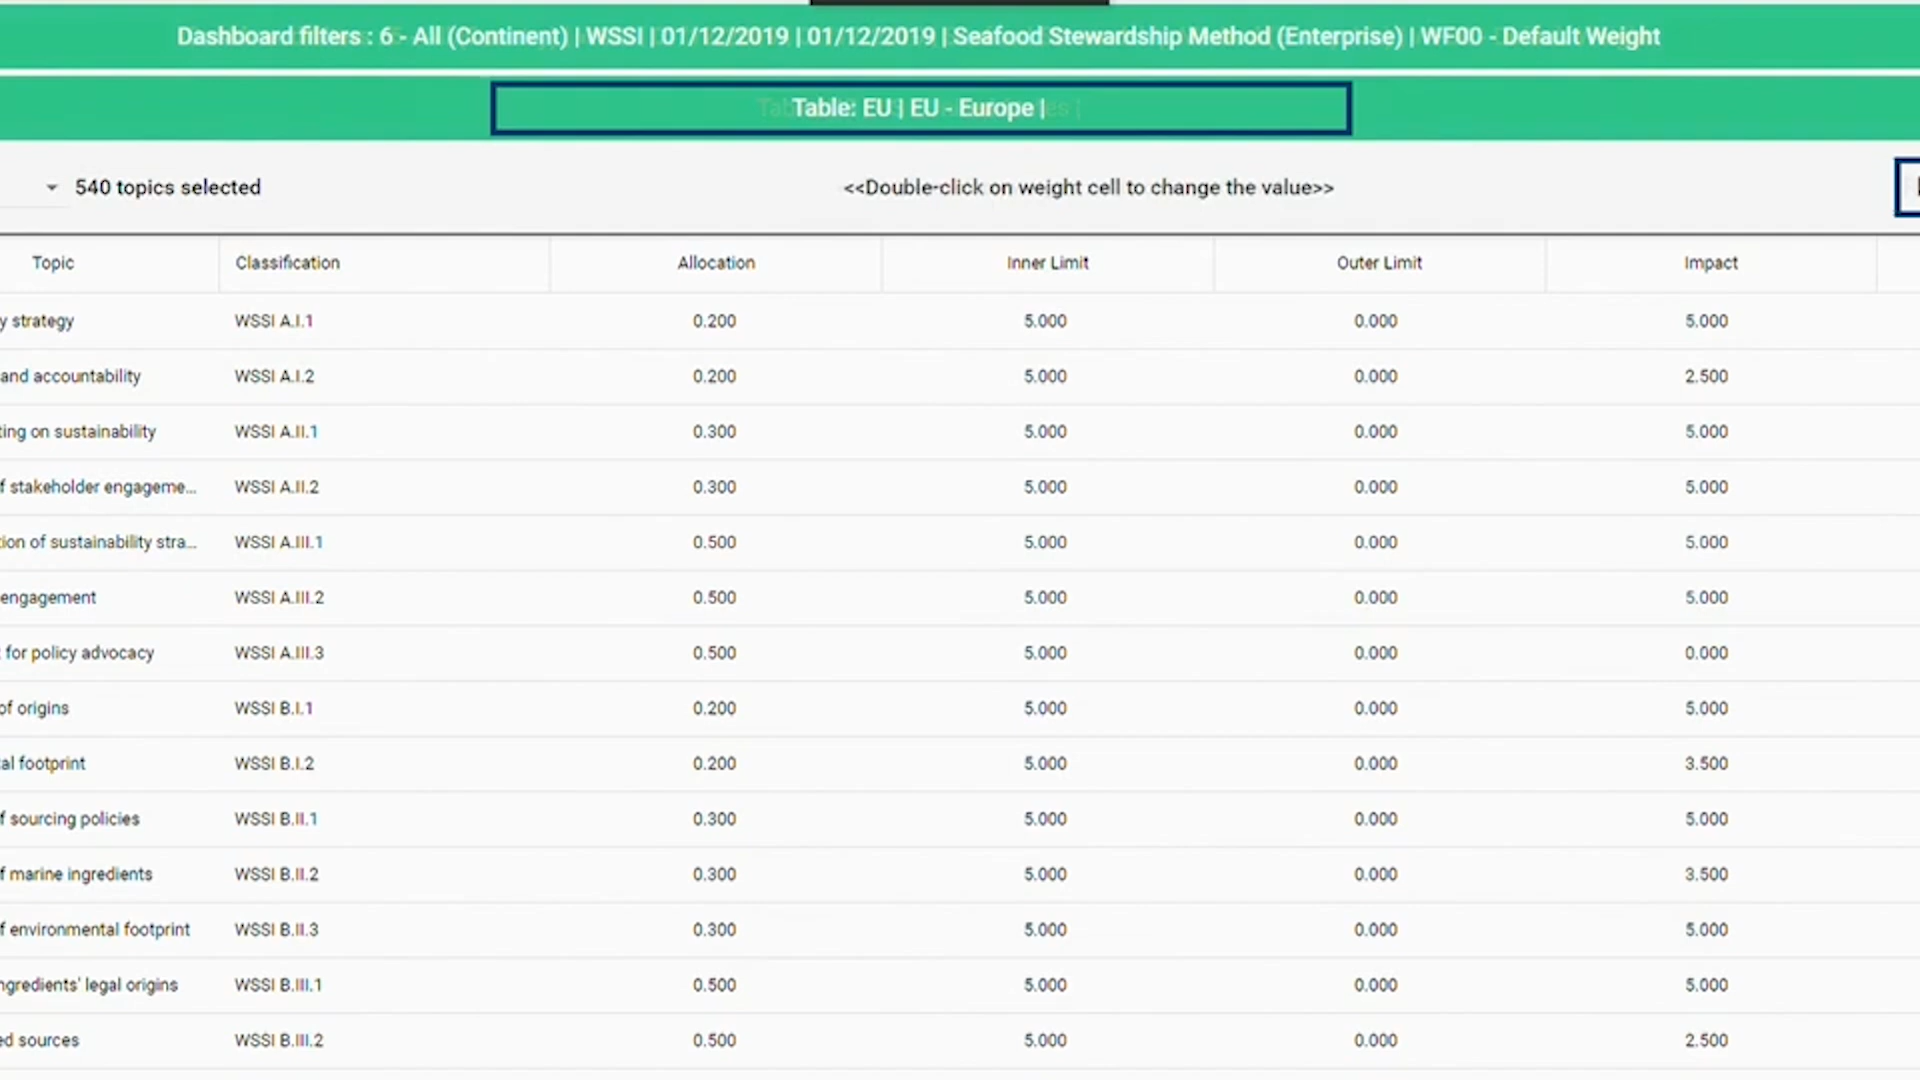 Dashboard filters : 6 - All (Continent) | WSSI | 01/12/2019 | 01/12/2019 | Seafood Stewardship Method (Enterprise) | WF00 - Default Weight
Table: EU | EU - Europe |
540 topics selected <<Double-click on weight cell to change the value>>
Topic Classification Allocation Inner Limit Outer Limit Impact
y strategy WSSI A.I.1 0.200 5.000 0.000 5.000
and accountability WSSI A.I.2 0.200 5.000 0.000 2.500
ting on sustainability WSSI A.II.1 0.300 5.000 0.000 5.000
f stakeholder engageme... WSSI A.II.2 0.300 5.000 0.000 5.000
tion of sustainability stra... WSSI A.III.1 0.500 5.000 0.000 5.000
engagement WSSI A.III.2 0.500 5.000 0.000 5.000
for policy advocacy WSSI A.III.3 0.500 5.000 0.000 0.000
of origins WSSI B.I.1 0.200 5.000 0.000 5.000
al footprint WSSI B.I.2 0.200 5.000 0.000 3.500
f sourcing policies WSSI B.II.1 0.300 5.000 0.000 5.000
f marine ingredients WSSI B.II.2 0.300 5.000 0.000 3.500
f environmental footprint WSSI B.II.3 0.300 5.000 0.000 5.000
ngredients' legal origins WSSI B.III.1 0.500 5.000 0.000 5.000
ed sources WSSI B.III.2 0.500 5.000 0.000 2.500